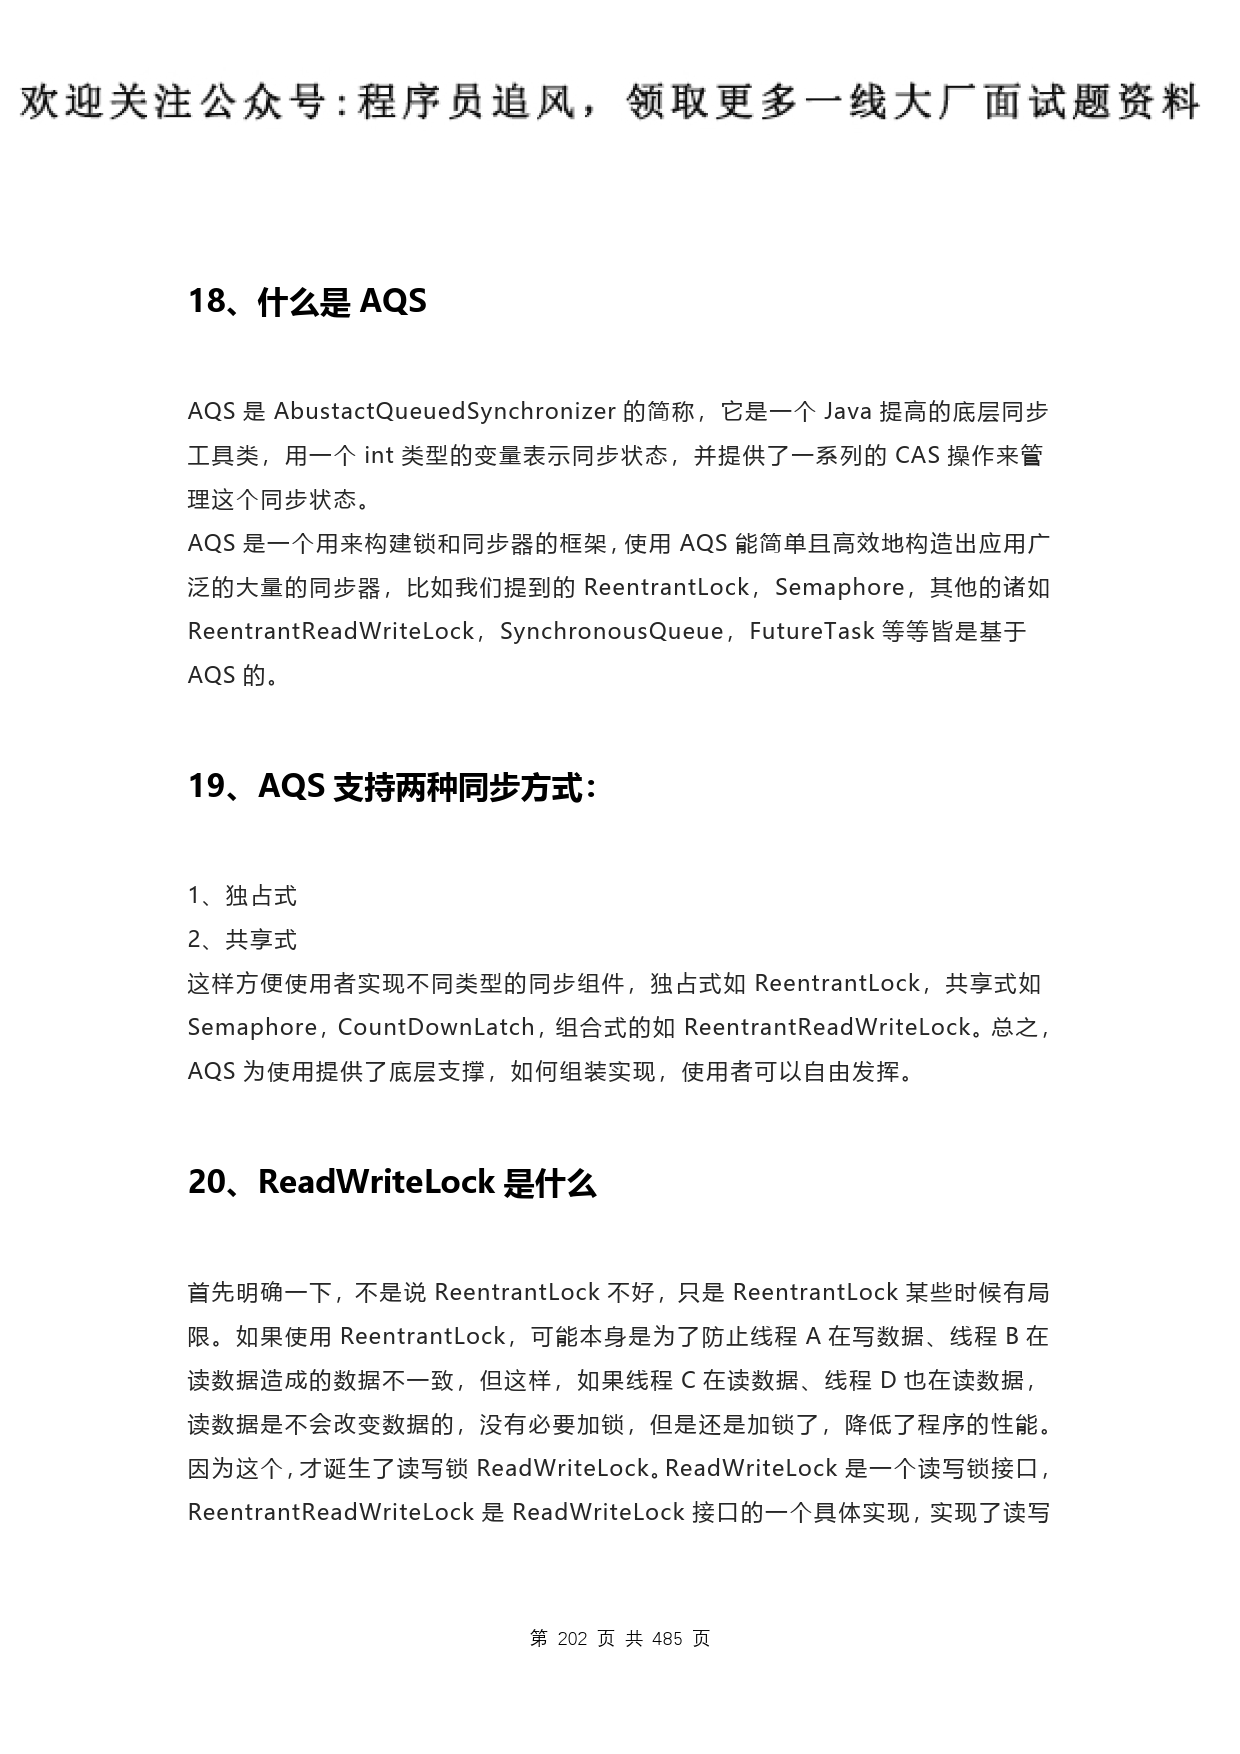 欢迎关注公众号:程序员追风，领取更多一线大厂面试题资料
18、什么是 AQS
AQS 是 AbustactQueuedSynchronizer 的简称，它是一个 Java 提高的底层同步
工具类，用一个 int 类型的变量表示同步状态，并提供了一系列的 CAS 操作来管
理这个同步状态。
AQS 是一个用来构建锁和同步器的框架，使用 AQS 能简单且高效地构造出应用广
泛的大量的同步器，比如我们提到的 ReentrantLock，Semaphore，其他的诸如
ReentrantReadWriteLock，SynchronousQueue，FutureTask 等等皆是基于
AQS 的。
19、AQS 支持两种同步方式：
1、独占式
2、共享式
这样方便使用者实现不同类型的同步组件，独占式如 ReentrantLock，共享式如
Semaphore，CountDownLatch，组合式的如 ReentrantReadWriteLock。总之，
AQS 为使用提供了底层支撑，如何组装实现，使用者可以自由发挥。
20、ReadWriteLock 是什么
首先明确一下，不是说 ReentrantLock 不好，只是 ReentrantLock 某些时候有局
限。如果使用 ReentrantLock，可能本身是为了防止线程 A 在写数据、线程 B 在
读数据造成的数据不一致，但这样，如果线程 C 在读数据、线程 D 也在读数据，
读数据是不会改变数据的，没有必要加锁，但是还是加锁了，降低了程序的性能。
因为这个，才诞生了读写锁 ReadWriteLock。ReadWriteLock 是一个读写锁接口，
ReentrantReadWriteLock 是 ReadWriteLock 接口的一个具体实现，实现了读写
第 202 页 共 485 页